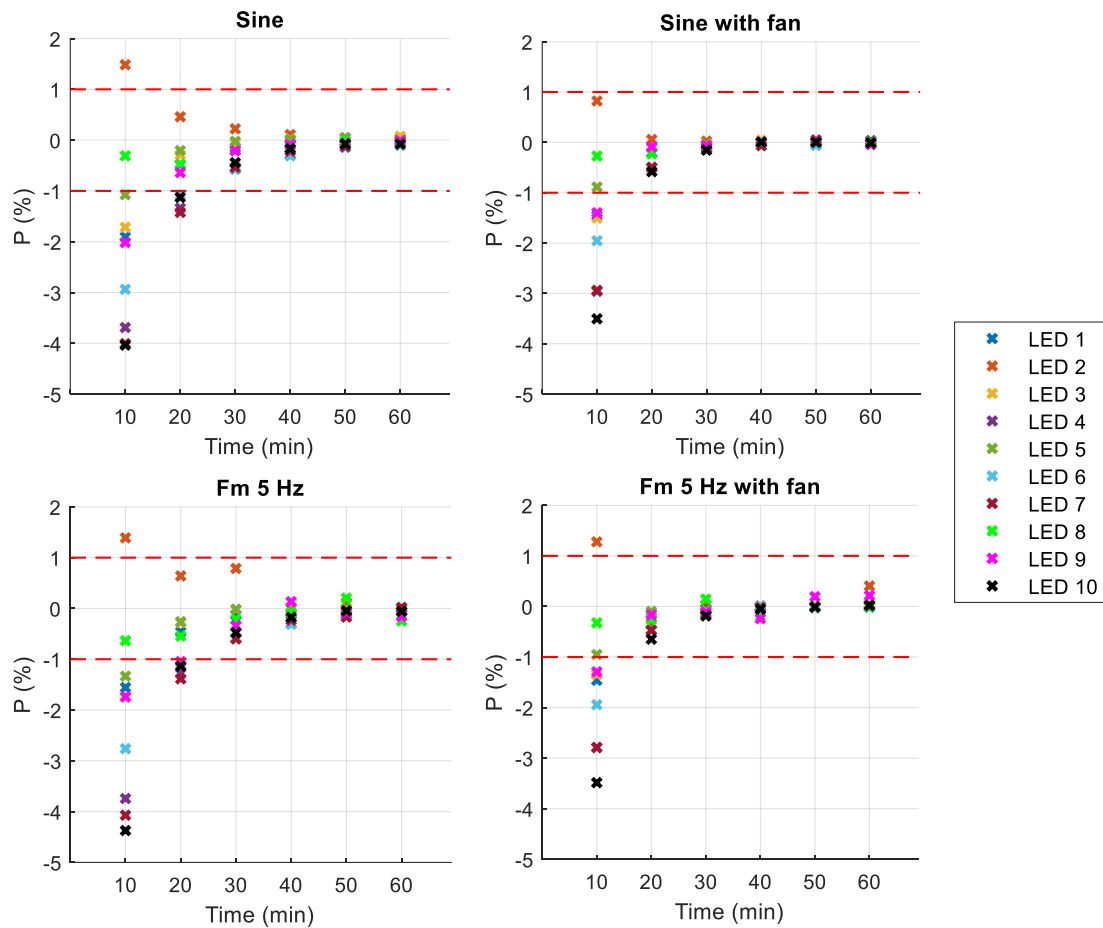 Sine
2
1
0
-1
-2
-3
-4
-5
P (%)
10 20 30 40 50 60
Time (min)
Sine with fan
2
1
0
-1
-2
-3
-4
-5
P (%)
10 20 30 40 50 60
Time (min)
Fm 5 Hz
2
1
0
-1
-2
-3
-4
-5
P (%)
10 20 30 40 50 60
Time (min)
Fm 5 Hz with fan
2
1
0
-1
-2
-3
-4
-5
P (%)
10 20 30 40 50 60
Time (min)
LED 1
LED 2
LED 3
LED 4
LED 5
LED 6
LED 7
LED 8
LED 9
LED 10